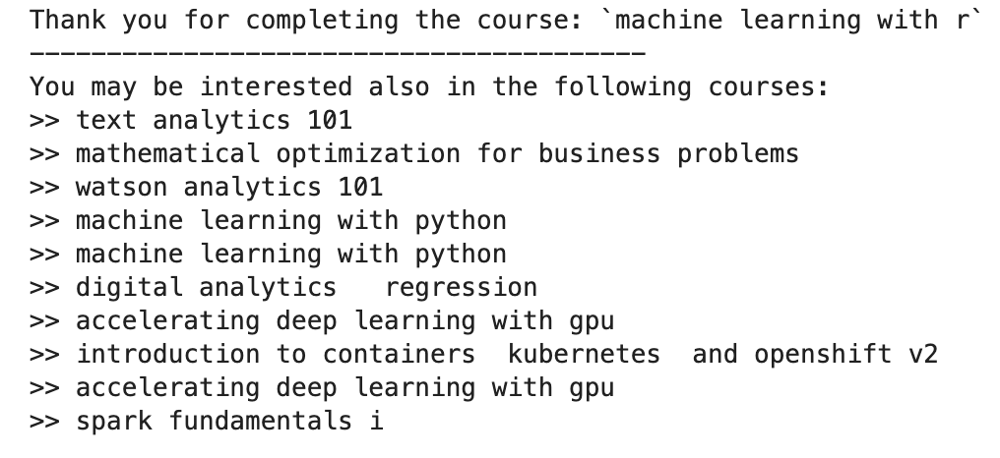 Thank you for completing the course: `machine learning with r`
----------------------------------------
You may be interested also in the following courses:
>> text analytics 101
>> mathematical optimization for business problems
>> watson analytics 101
>> machine learning with python
>> machine learning with python
>> digital analytics   regression
>> accelerating deep learning with gpu
>> introduction to containers  kubernetes  and openshift v2
>> accelerating deep learning with gpu
>> spark fundamentals i